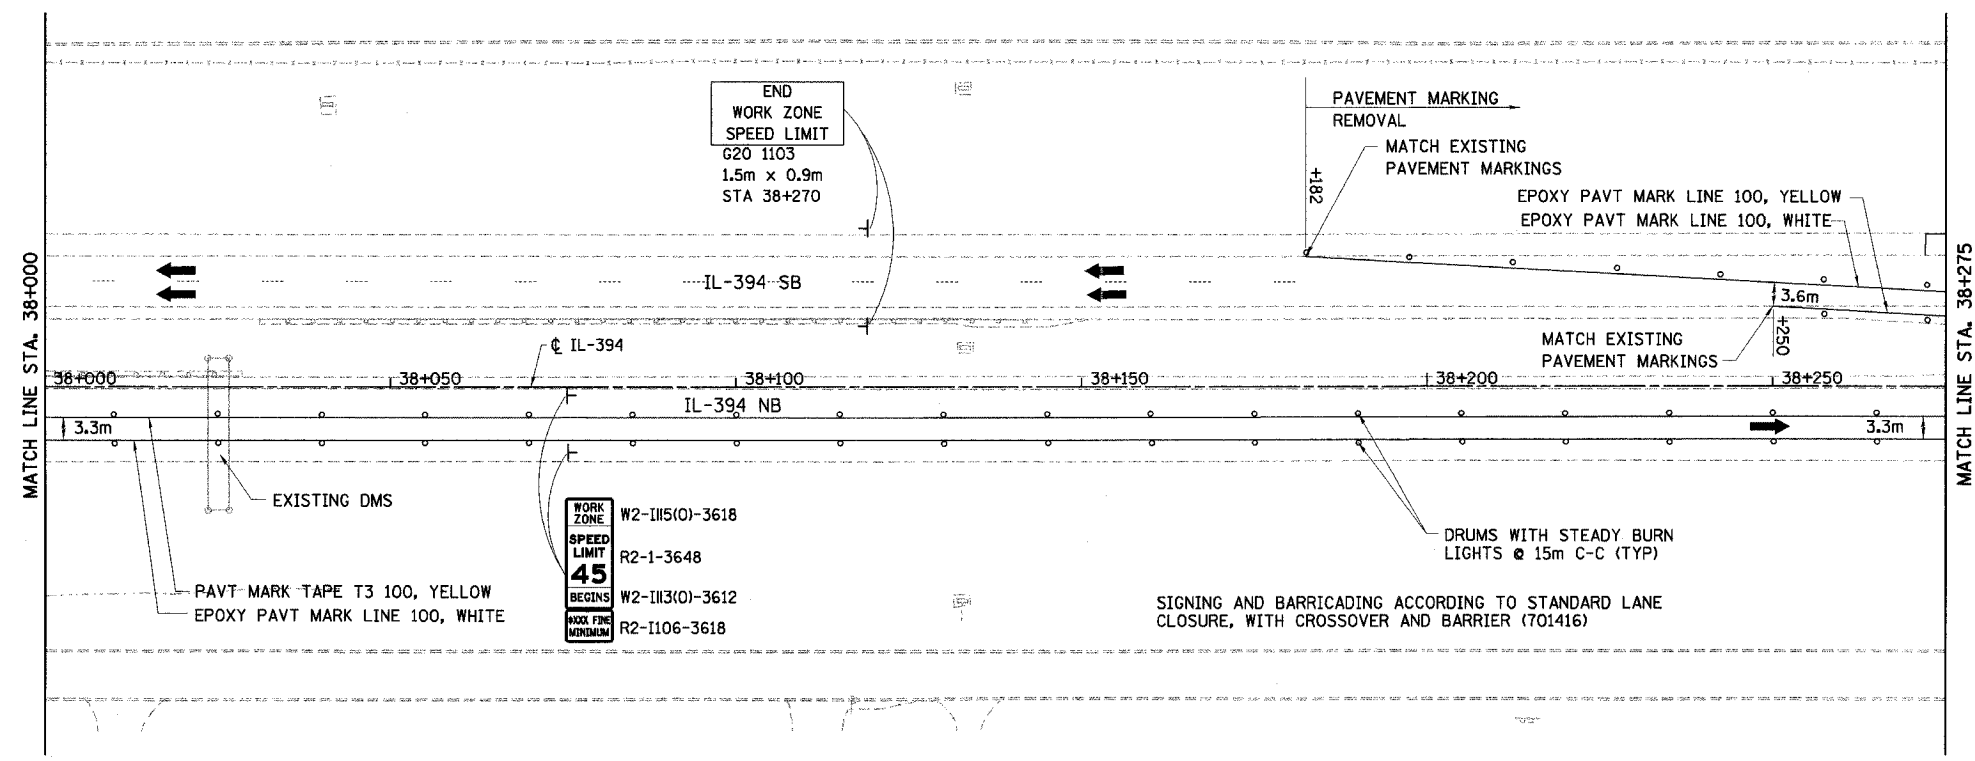 MATCH LINE STA. 38+000
END
WORK ZONE
SPEED LIMIT
G20 1103
1.5m x 0.9m
STA 38+270
PAVEMENT MARKING
REMOVAL
MATCH EXISTING
PAVEMENT MARKINGS
+182
EPOXY PAVT MARK LINE 100, YELLOW
EPOXY PAVT MARK LINE 100, WHITE
IL-394 SB
3.6m
MATCH EXISTING
PAVEMENT MARKINGS
+250
℄ IL-394
38+000
38+050
38+100
38+150
38+200
38+250
IL-394 NB
3.3m
3.3m
EXISTING DMS
WORK
ZONE
SPEED
LIMIT
45
BEGINS
$XXX FINE
MINIMUM
W2-I115(O)-3618
R2-1-3648
W2-I113(O)-3612
R2-I106-3618
DRUMS WITH STEADY BURN
LIGHTS @ 15m C-C (TYP)
PAVT MARK TAPE T3 100, YELLOW
EPOXY PAVT MARK LINE 100, WHITE
SIGNING AND BARRICADING ACCORDING TO STANDARD LANE
CLOSURE, WITH CROSSOVER AND BARRIER (701416)
MATCH LINE STA. 38+275